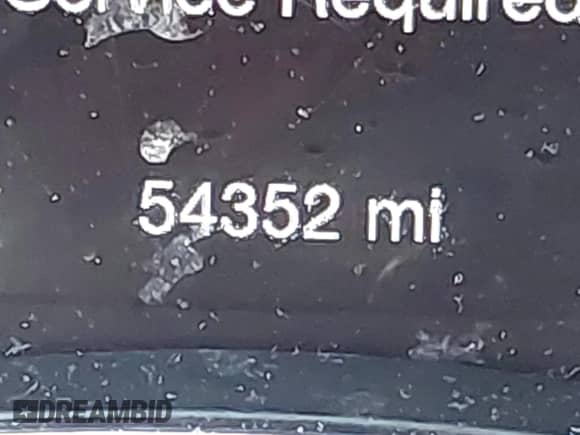 Service Required
54352 mi
DREAMBID